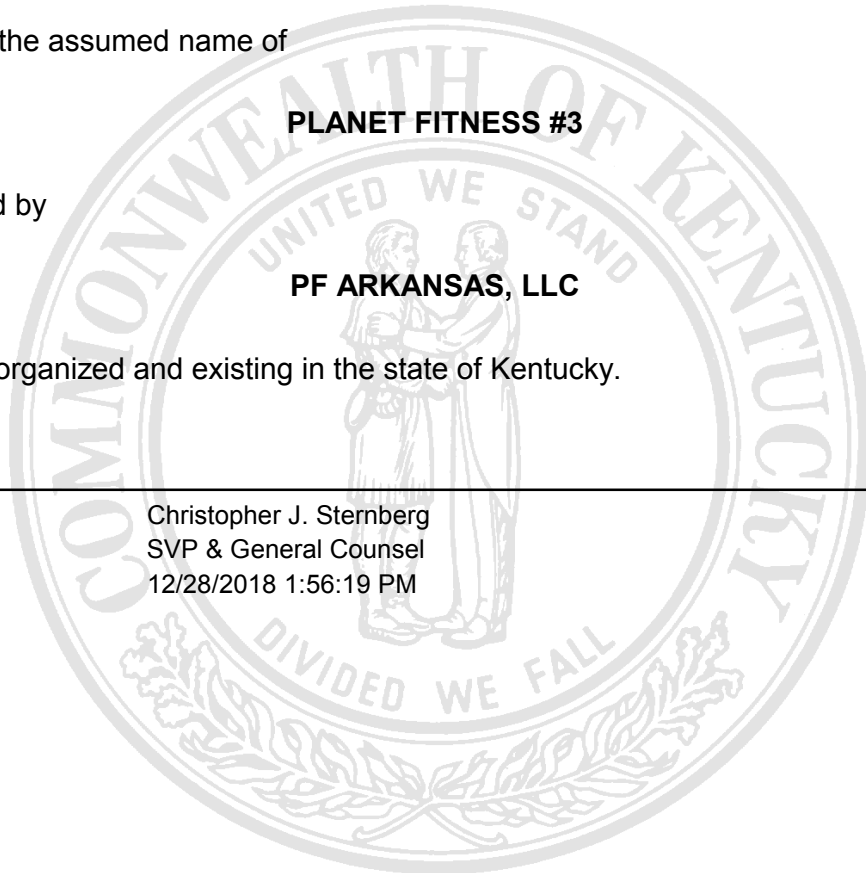 the assumed name of
PLANET FITNESS #3
d by
PF ARKANSAS, LLC
organized and existing in the state of Kentucky.
Christopher J. Sternberg
SVP & General Counsel
12/28/2018 1:56:19 PM
COMMONWEALTH OF KENTUCKY
UNITED WE STAND
DIVIDED WE FALL